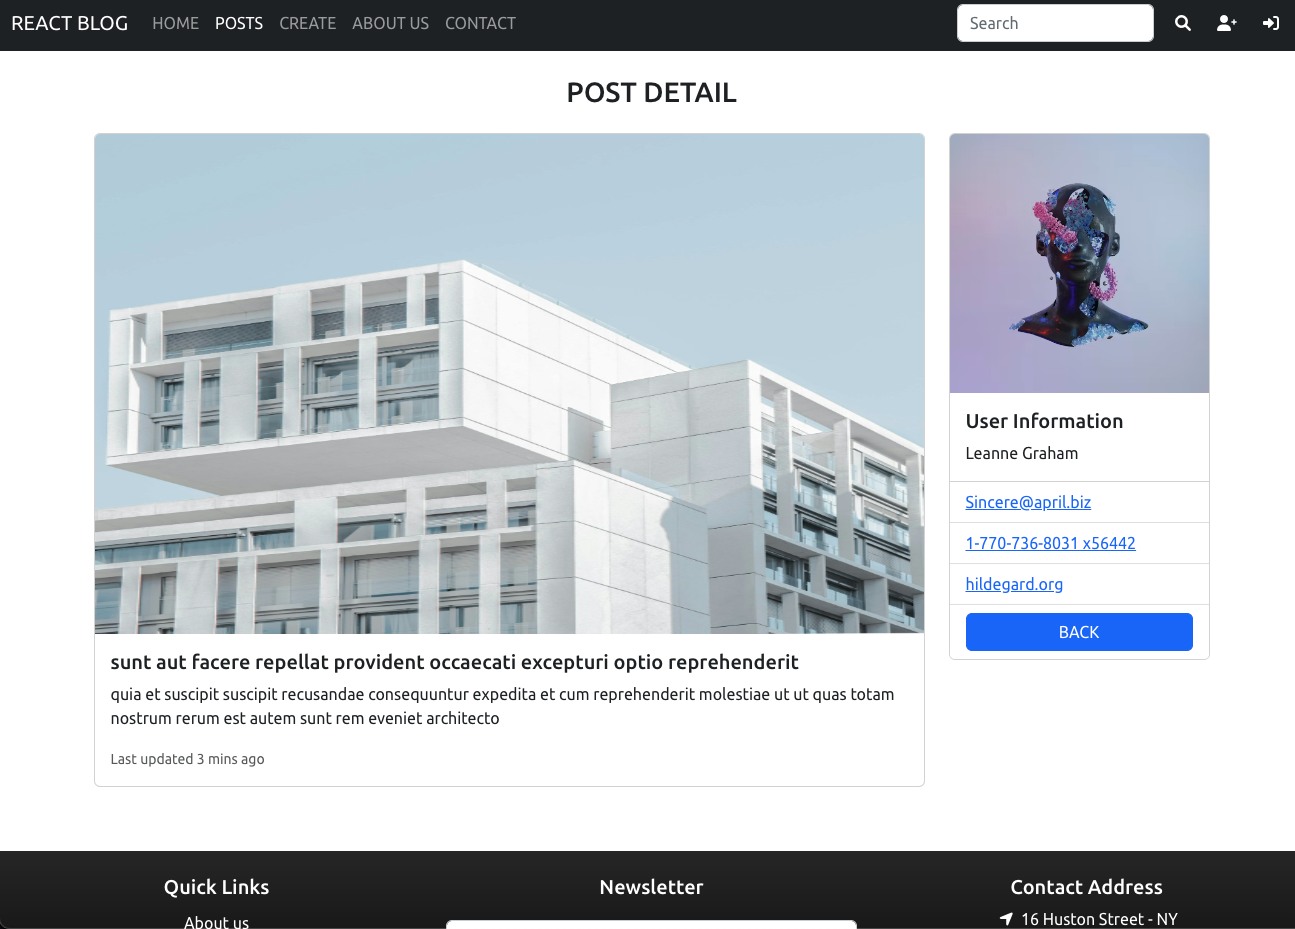 REACT BLOG HOME POSTS CREATE ABOUT US CONTACT Search
POST DETAIL
sunt aut facere repellat provident occaecati excepturi optio reprehenderit
quia et suscipit suscipit recusandae consequuntur expedita et cum reprehenderit molestiae ut ut quas totam
nostrum rerum est autem sunt rem eveniet architecto
Last updated 3 mins ago
User Information
Leanne Graham
Sincere@april.biz
1-770-736-8031 x56442
hildegard.org
BACK
Quick Links
About us
Newsletter
Contact Address
16 Huston Street - NY